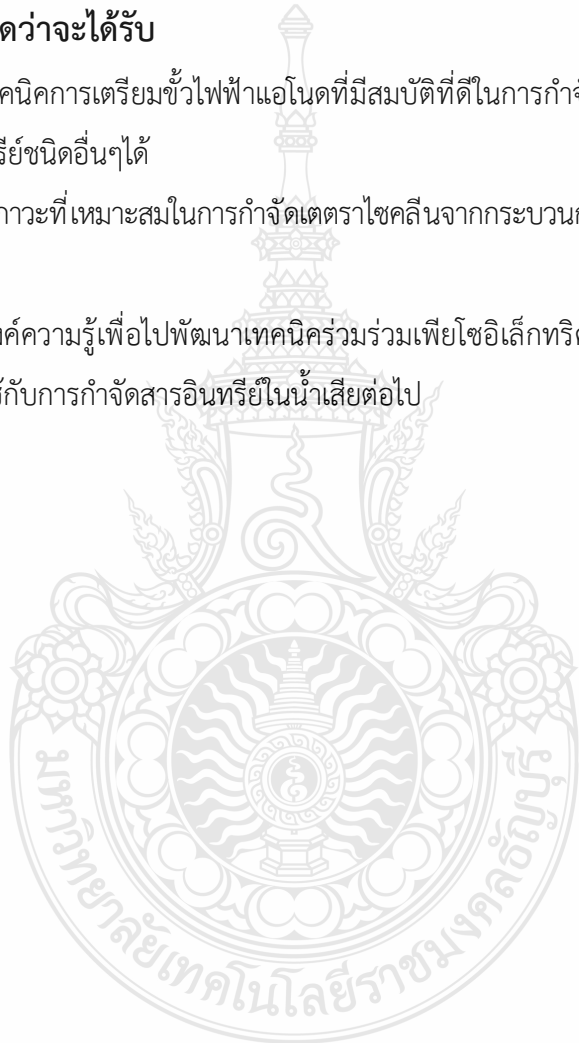 ดว่าจะได้รับ
คนิคการเตรียมขั้วไฟฟ้าแอโนดที่มีสมบัติที่ดีในการกำจั
รีย์ชนิดอื่นๆได้
ภาวะที่เหมาะสมในการกำจัดเตตราไซคลีนจากกระบวนก
งค์ความรู้เพื่อไปพัฒนาเทคนิคร่วมร่วมเพียโซอิเล็กทริค
ช้กับการกำจัดสารอินทรีย์ในน้ำเสียต่อไป
มหาวิทยาลัยเทคโนโลยีราชมงคลธัญบุรี